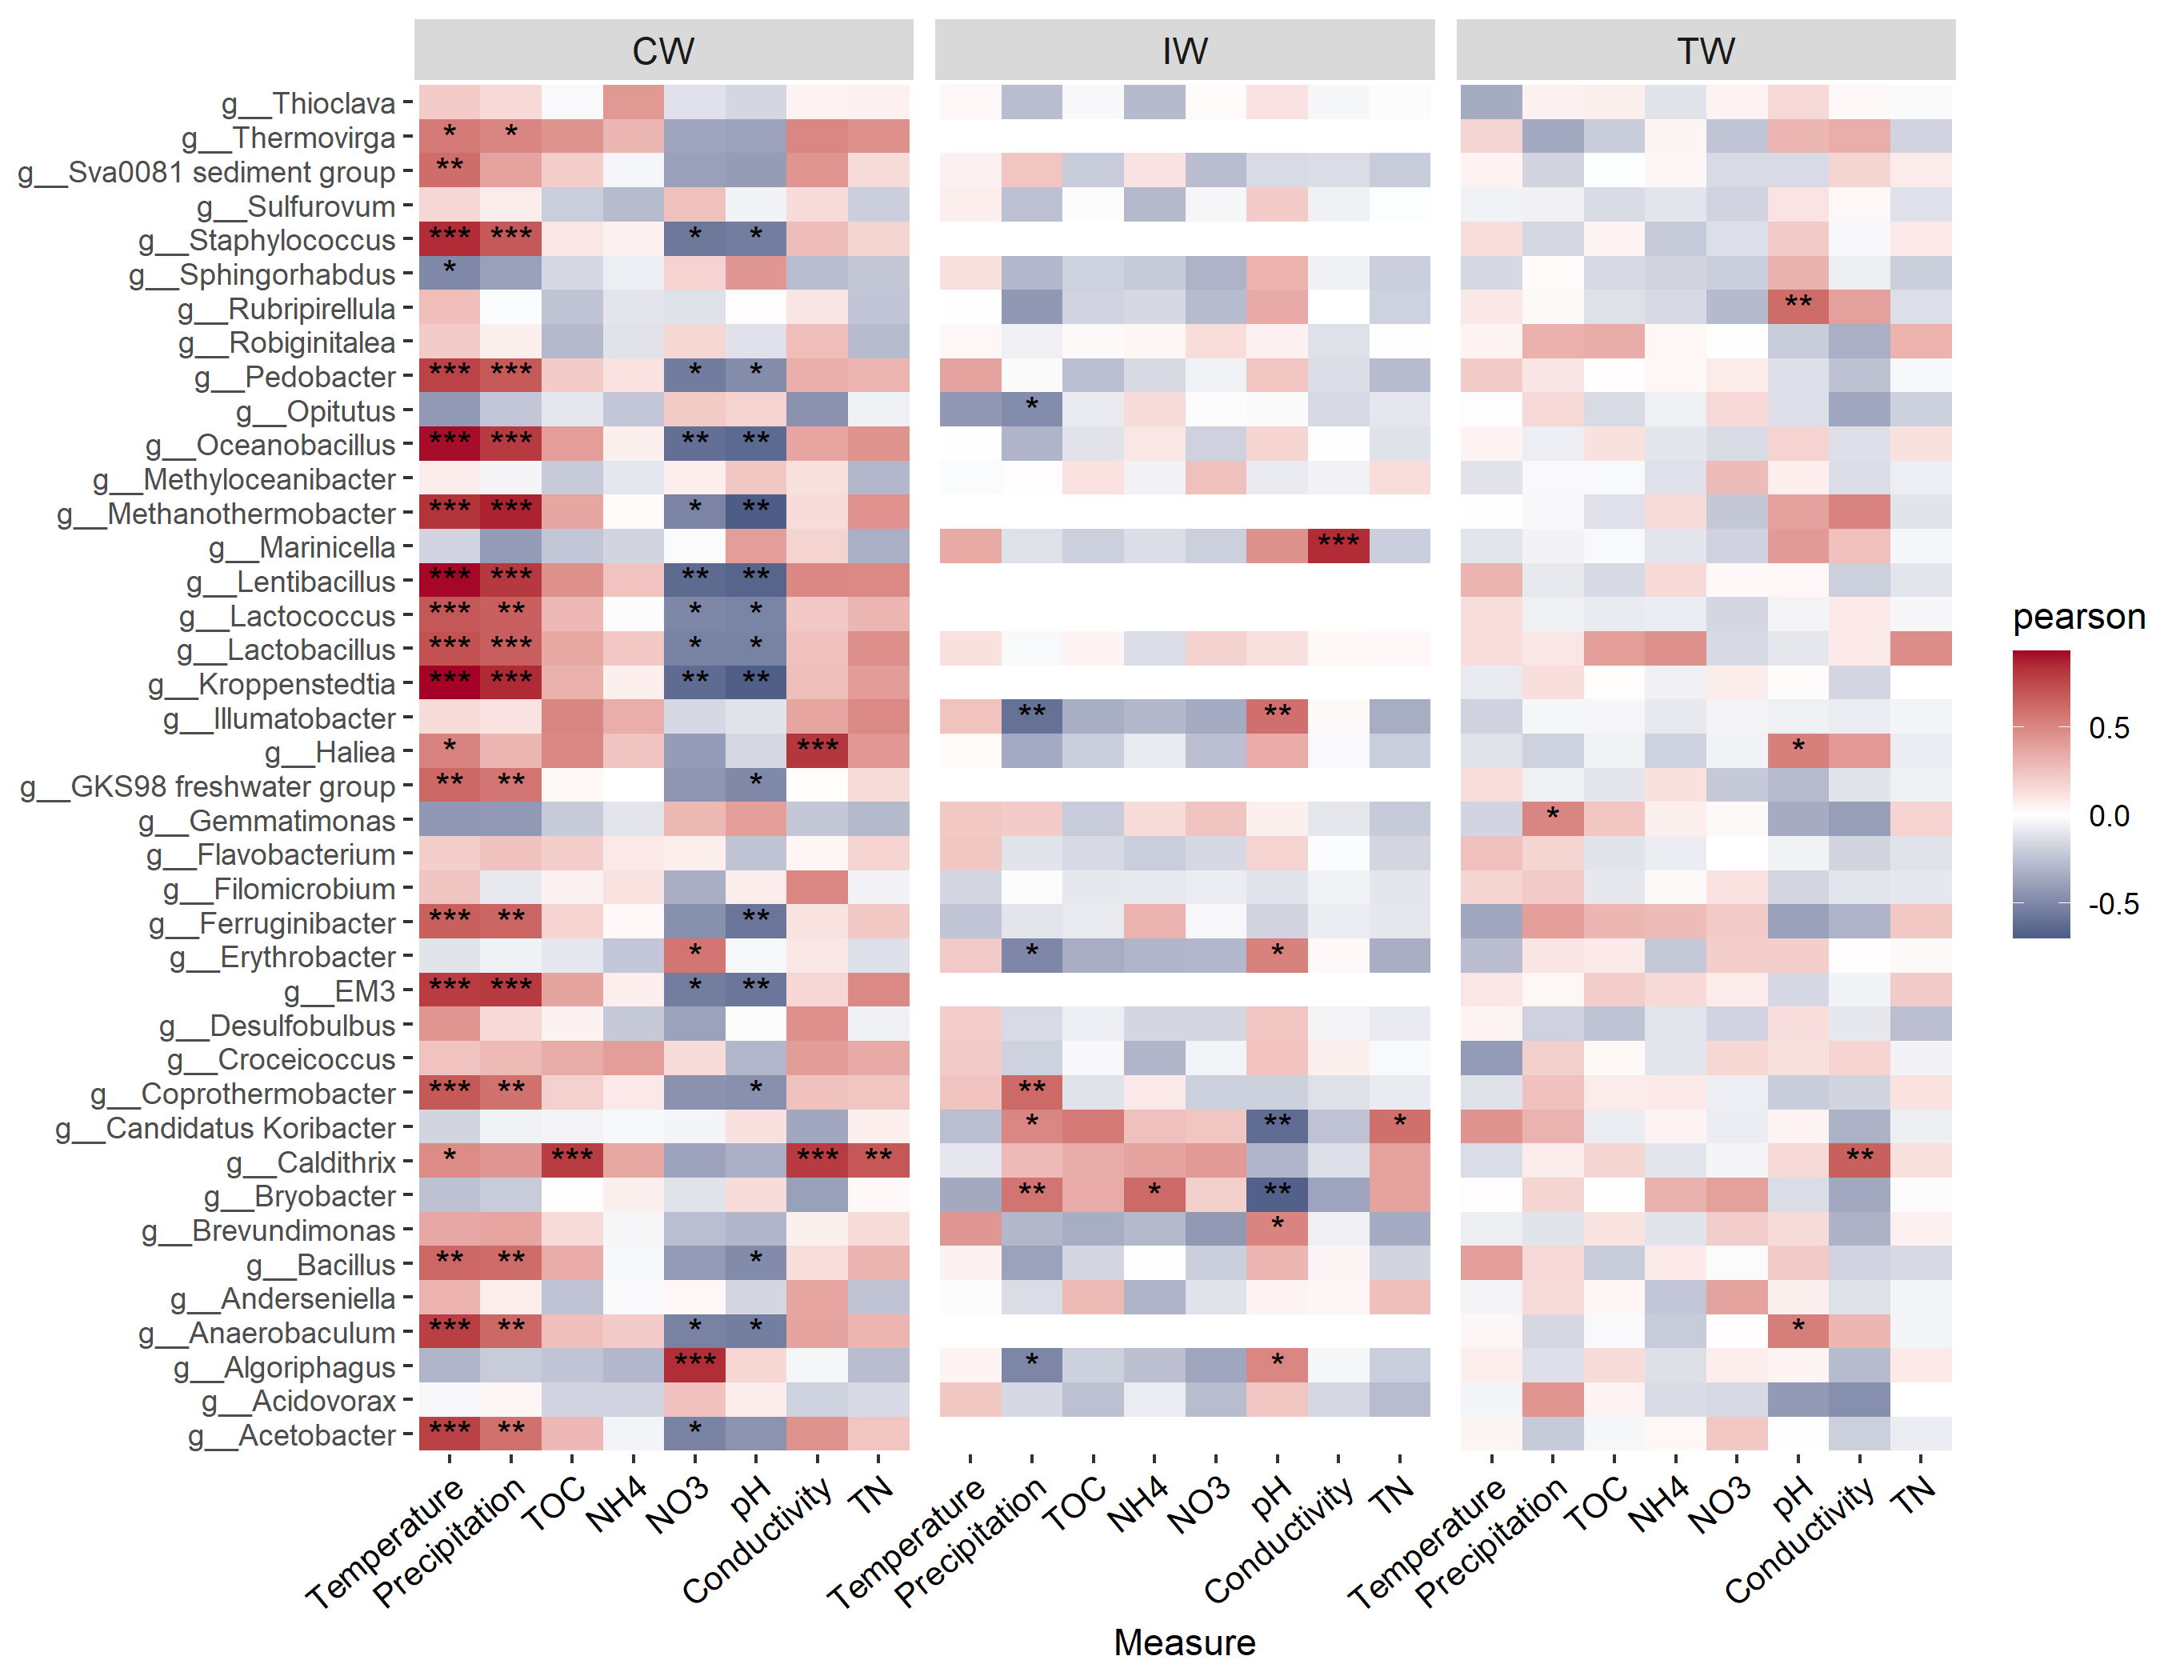 CW IW TW
g__Thioclava
g__Thermovirga * *
g__Sva0081 sediment group **
g__Sulfurovum
g__Staphylococcus *** *** * *
g__Sphingorhabdus *
g__Rubripirellula **
g__Robiginitalea
g__Pedobacter *** *** * *
g__Opitutus *
g__Oceanobacillus *** *** ** **
g__Methyloceanibacter
g__Methanothermobacter *** *** * **
g__Marinicella ***
g__Lentibacillus *** *** ** **
g__Lactococcus *** ** * *
g__Lactobacillus *** *** * *
g__Kroppenstedtia *** *** ** **
g__Illumatobacter ** **
g__Haliea * *** *
g__GKS98 freshwater group ** ** *
g__Gemmatimonas *
g__Flavobacterium
g__Filomicrobium
g__Ferruginibacter *** ** **
g__Erythrobacter * * *
g__EM3 *** *** * **
g__Desulfobulbus
g__Croceicoccus
g__Coprothermobacter *** ** * **
g__Candidatus Koribacter * ** *
g__Caldithrix * *** *** ** **
g__Bryobacter ** * **
g__Brevundimonas *
g__Bacillus ** ** *
g__Anderseniella
g__Anaerobaculum *** ** * * *
g__Algoriphagus *** * *
g__Acidovorax
g__Acetobacter *** ** *
Temperature Precipitation TOC NH4 NO3 pH Conductivity TN Temperature Precipitation TOC NH4 NO3 pH Conductivity TN Temperature Precipitation TOC NH4 NO3 pH Conductivity TN
Measure
pearson
0.5
0.0
-0.5